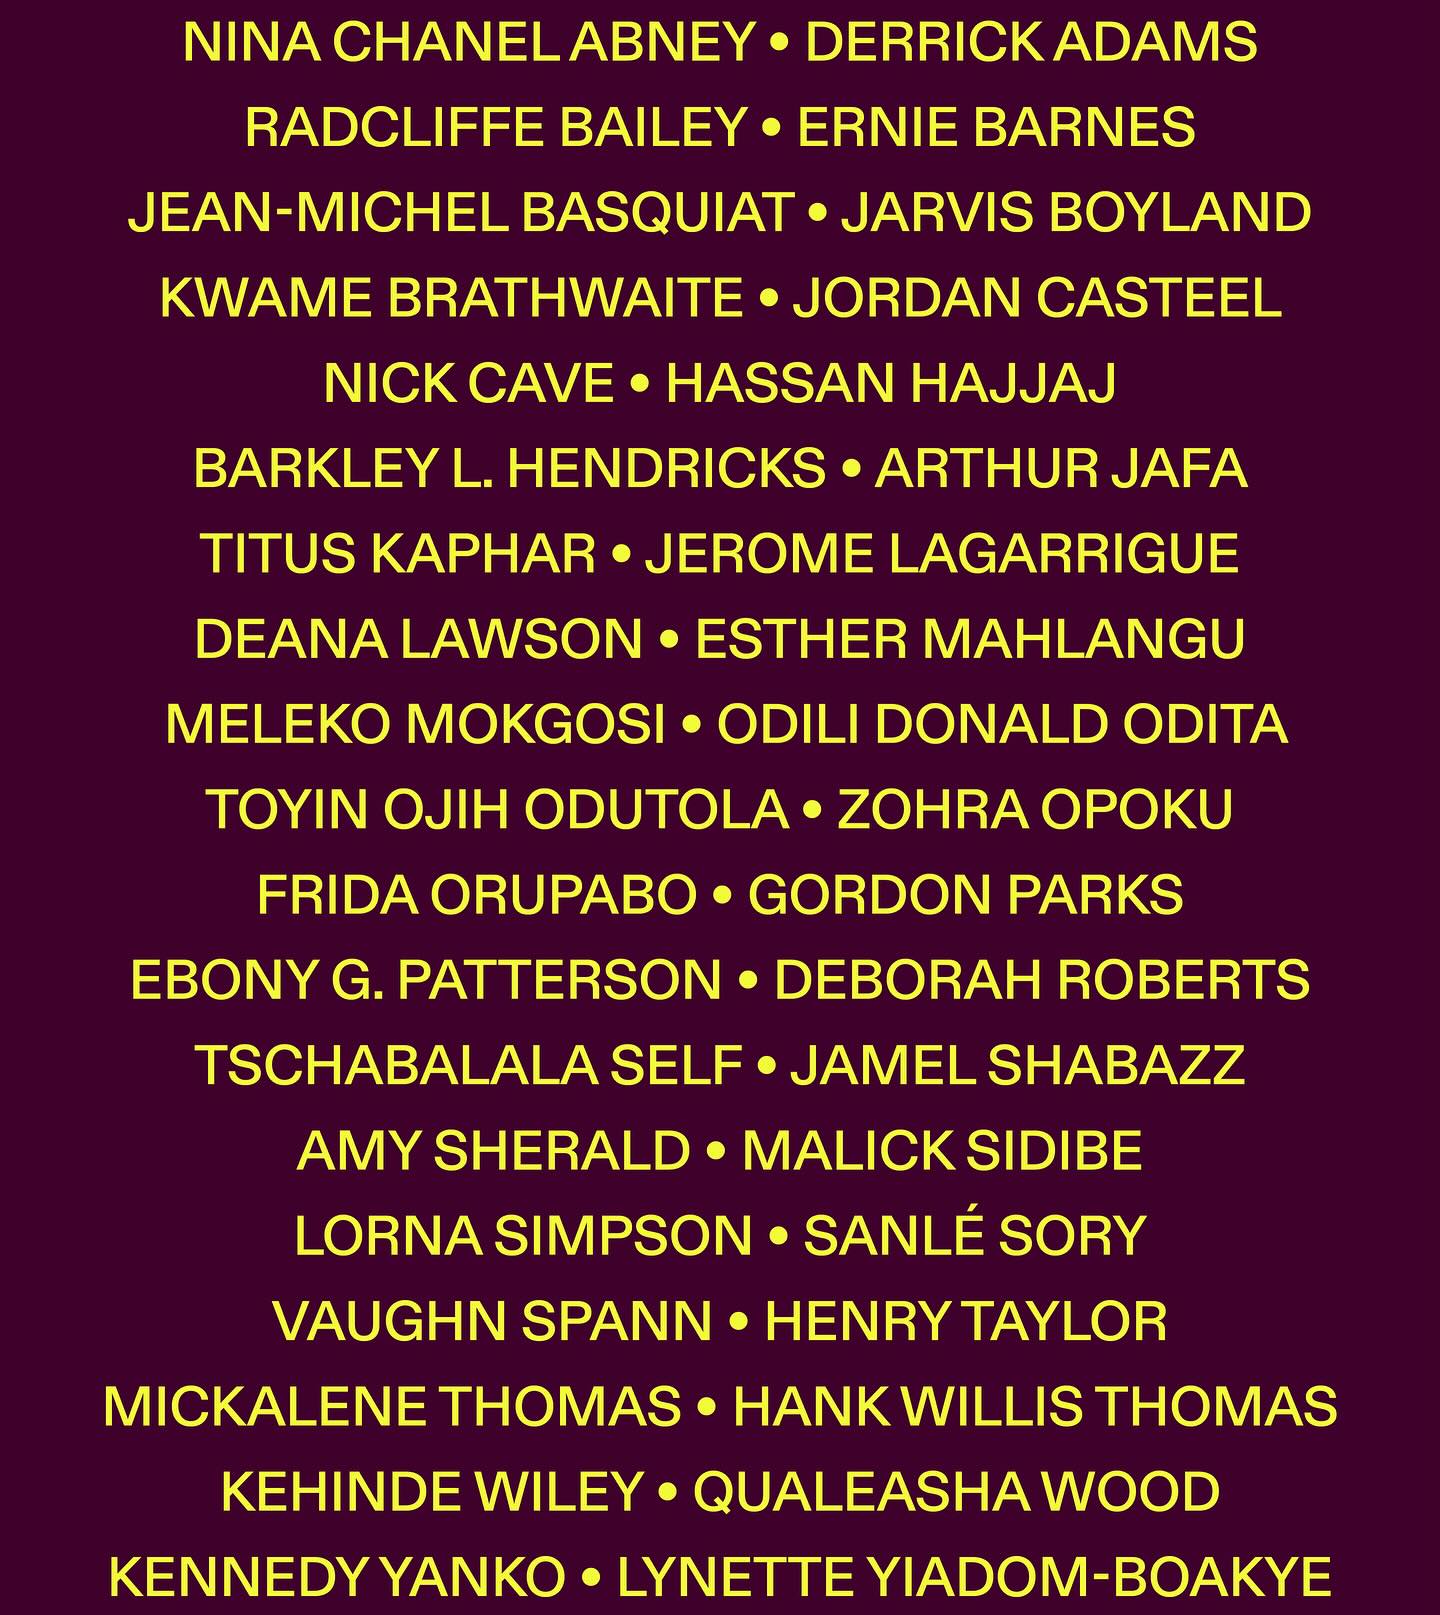 NINA CHANEL ABNEY • DERRICK ADAMS
RADCLIFFE BAILEY • ERNIE BARNES
JEAN-MICHEL BASQUIAT • JARVIS BOYLAND
KWAME BRATHWAITE • JORDAN CASTEEL
NICK CAVE • HASSAN HAJJAJ
BARKLEY L. HENDRICKS • ARTHUR JAFA
TITUS KAPHAR • JEROME LAGARRIGUE
DEANA LAWSON • ESTHER MAHLANGU
MELEKO MOKGOSI • ODILI DONALD ODITA
TOYIN OJIH ODUTOLA • ZOHRA OPOKU
FRIDA ORUPABO • GORDON PARKS
EBONY G. PATTERSON • DEBORAH ROBERTS
TSCHABALALA SELF • JAMEL SHABAZZ
AMY SHERALD • MALICK SIDIBE
LORNA SIMPSON • SANLÉ SORY
VAUGHN SPANN • HENRY TAYLOR
MICKALENE THOMAS • HANK WILLIS THOMAS
KEHINDE WILEY • QUALEASHA WOOD
KENNEDY YANKO • LYNETTE YIADOM-BOAKYE